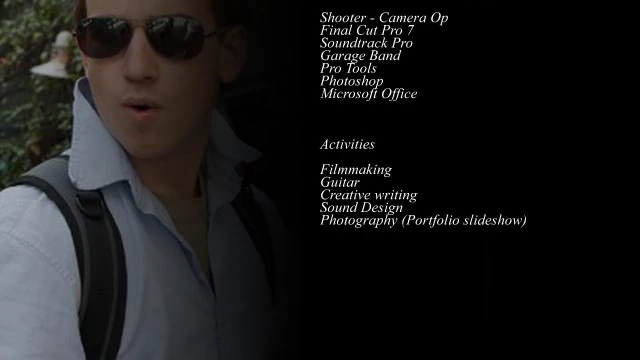 Shooter - Camera Op
Final Cut Pro 7
Soundtrack Pro
Garage Band
Pro Tools
Photoshop
Microsoft Office
Activities
Filmmaking
Guitar
Creative writing
Sound Design
Photography (Portfolio slideshow)